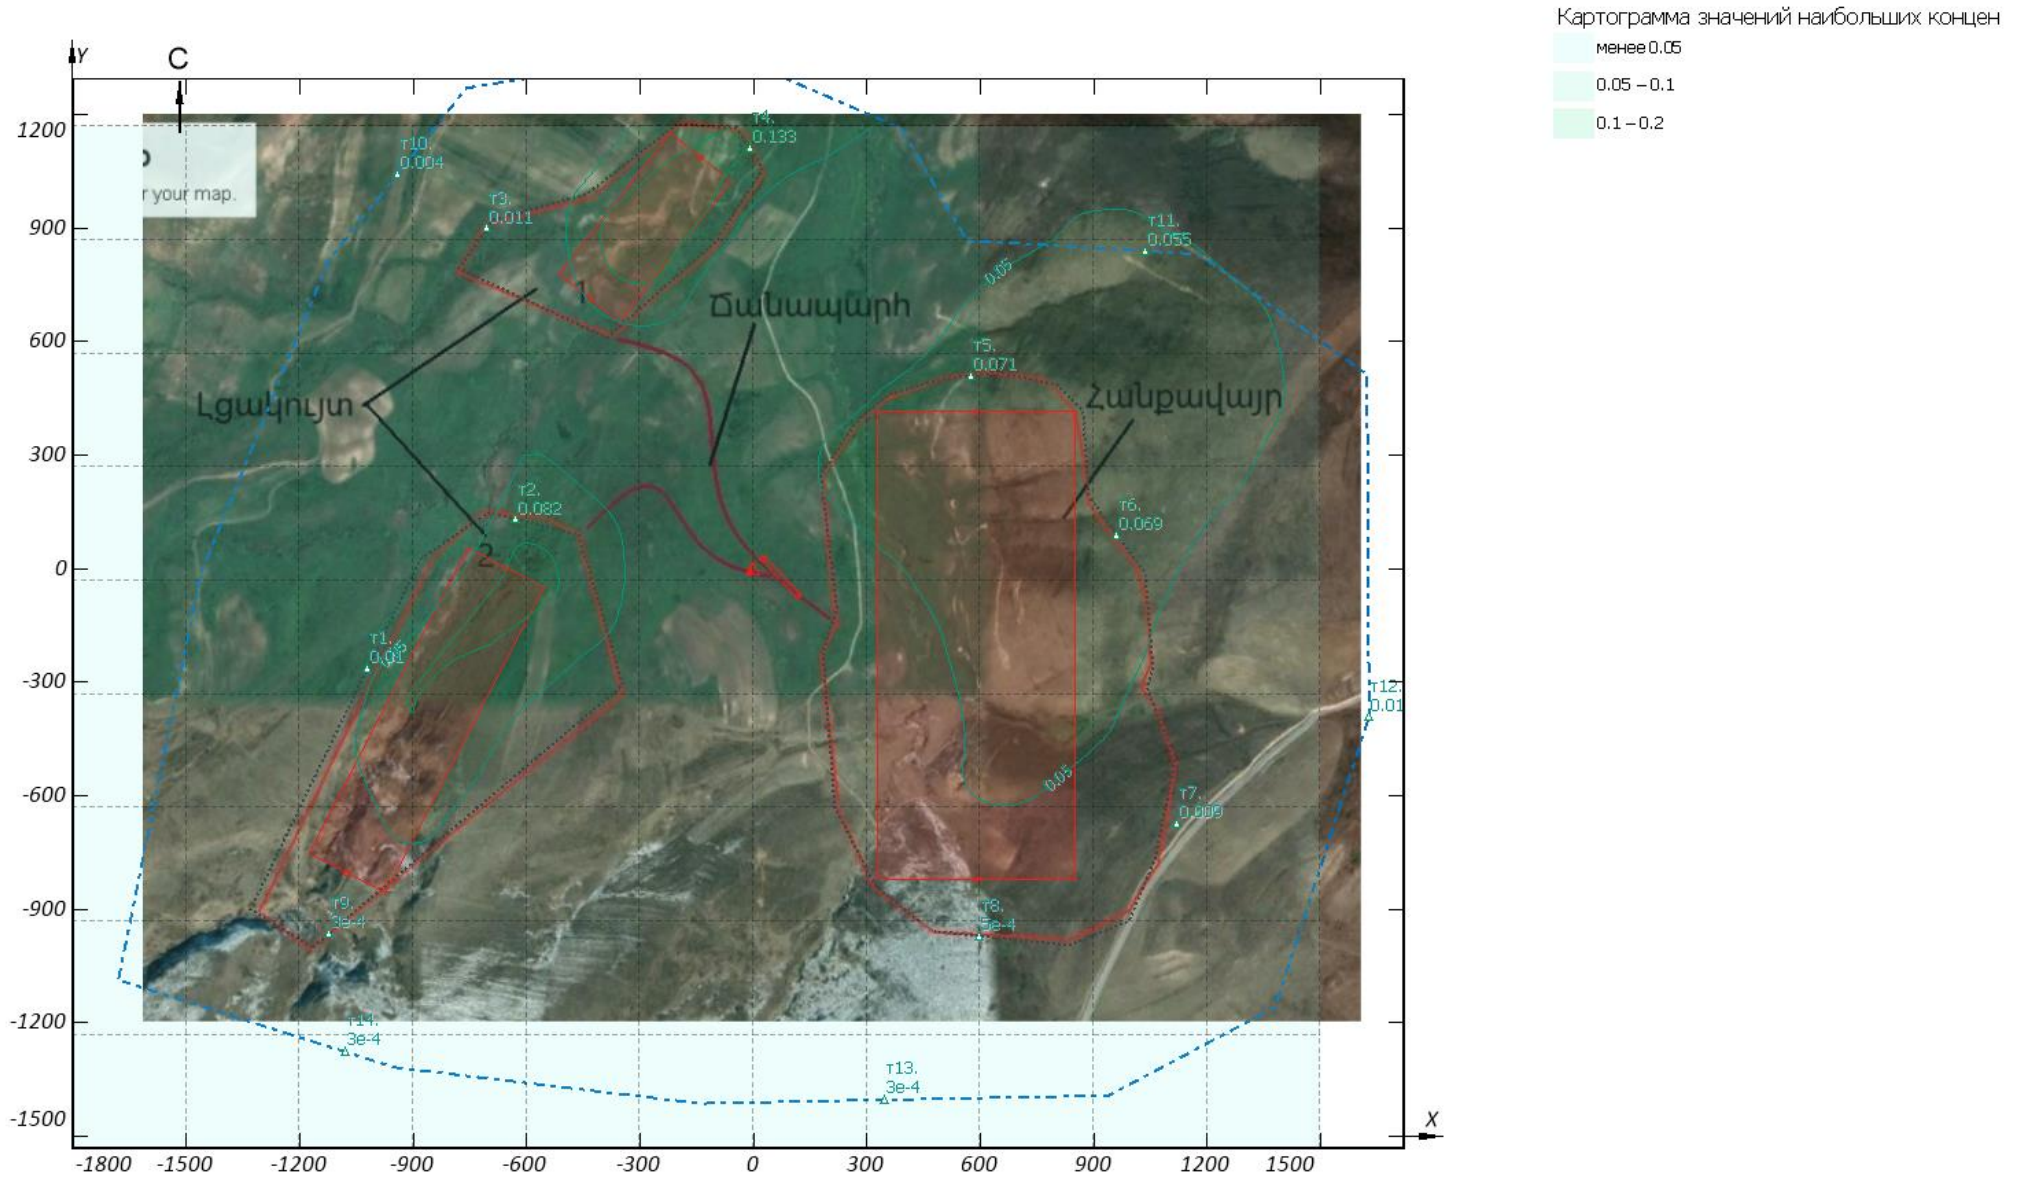 Картограмма значений наибольших концен
менее 0.05
0.05 – 0.1
0.1 – 0.2
Y
C
r your map.
т10.
0.004
т4.
0.133
т3.
0.011
т11.
0.055
0.05
1
Ճանապարհ
т5.
0.071
Լցակույտ
Հանքավայր
т2.
0.082
т6.
0.069
2
т1.
0.01
т12.
0.01
0.05
т7.
0.009
т9.
3e-4
т8.
5e-4
т14.
3e-4
т13.
3e-4
X
1200
900
600
300
0
-300
-600
-900
-1200
-1500
-1800 -1500 -1200 -900 -600 -300 0 300 600 900 1200 1500